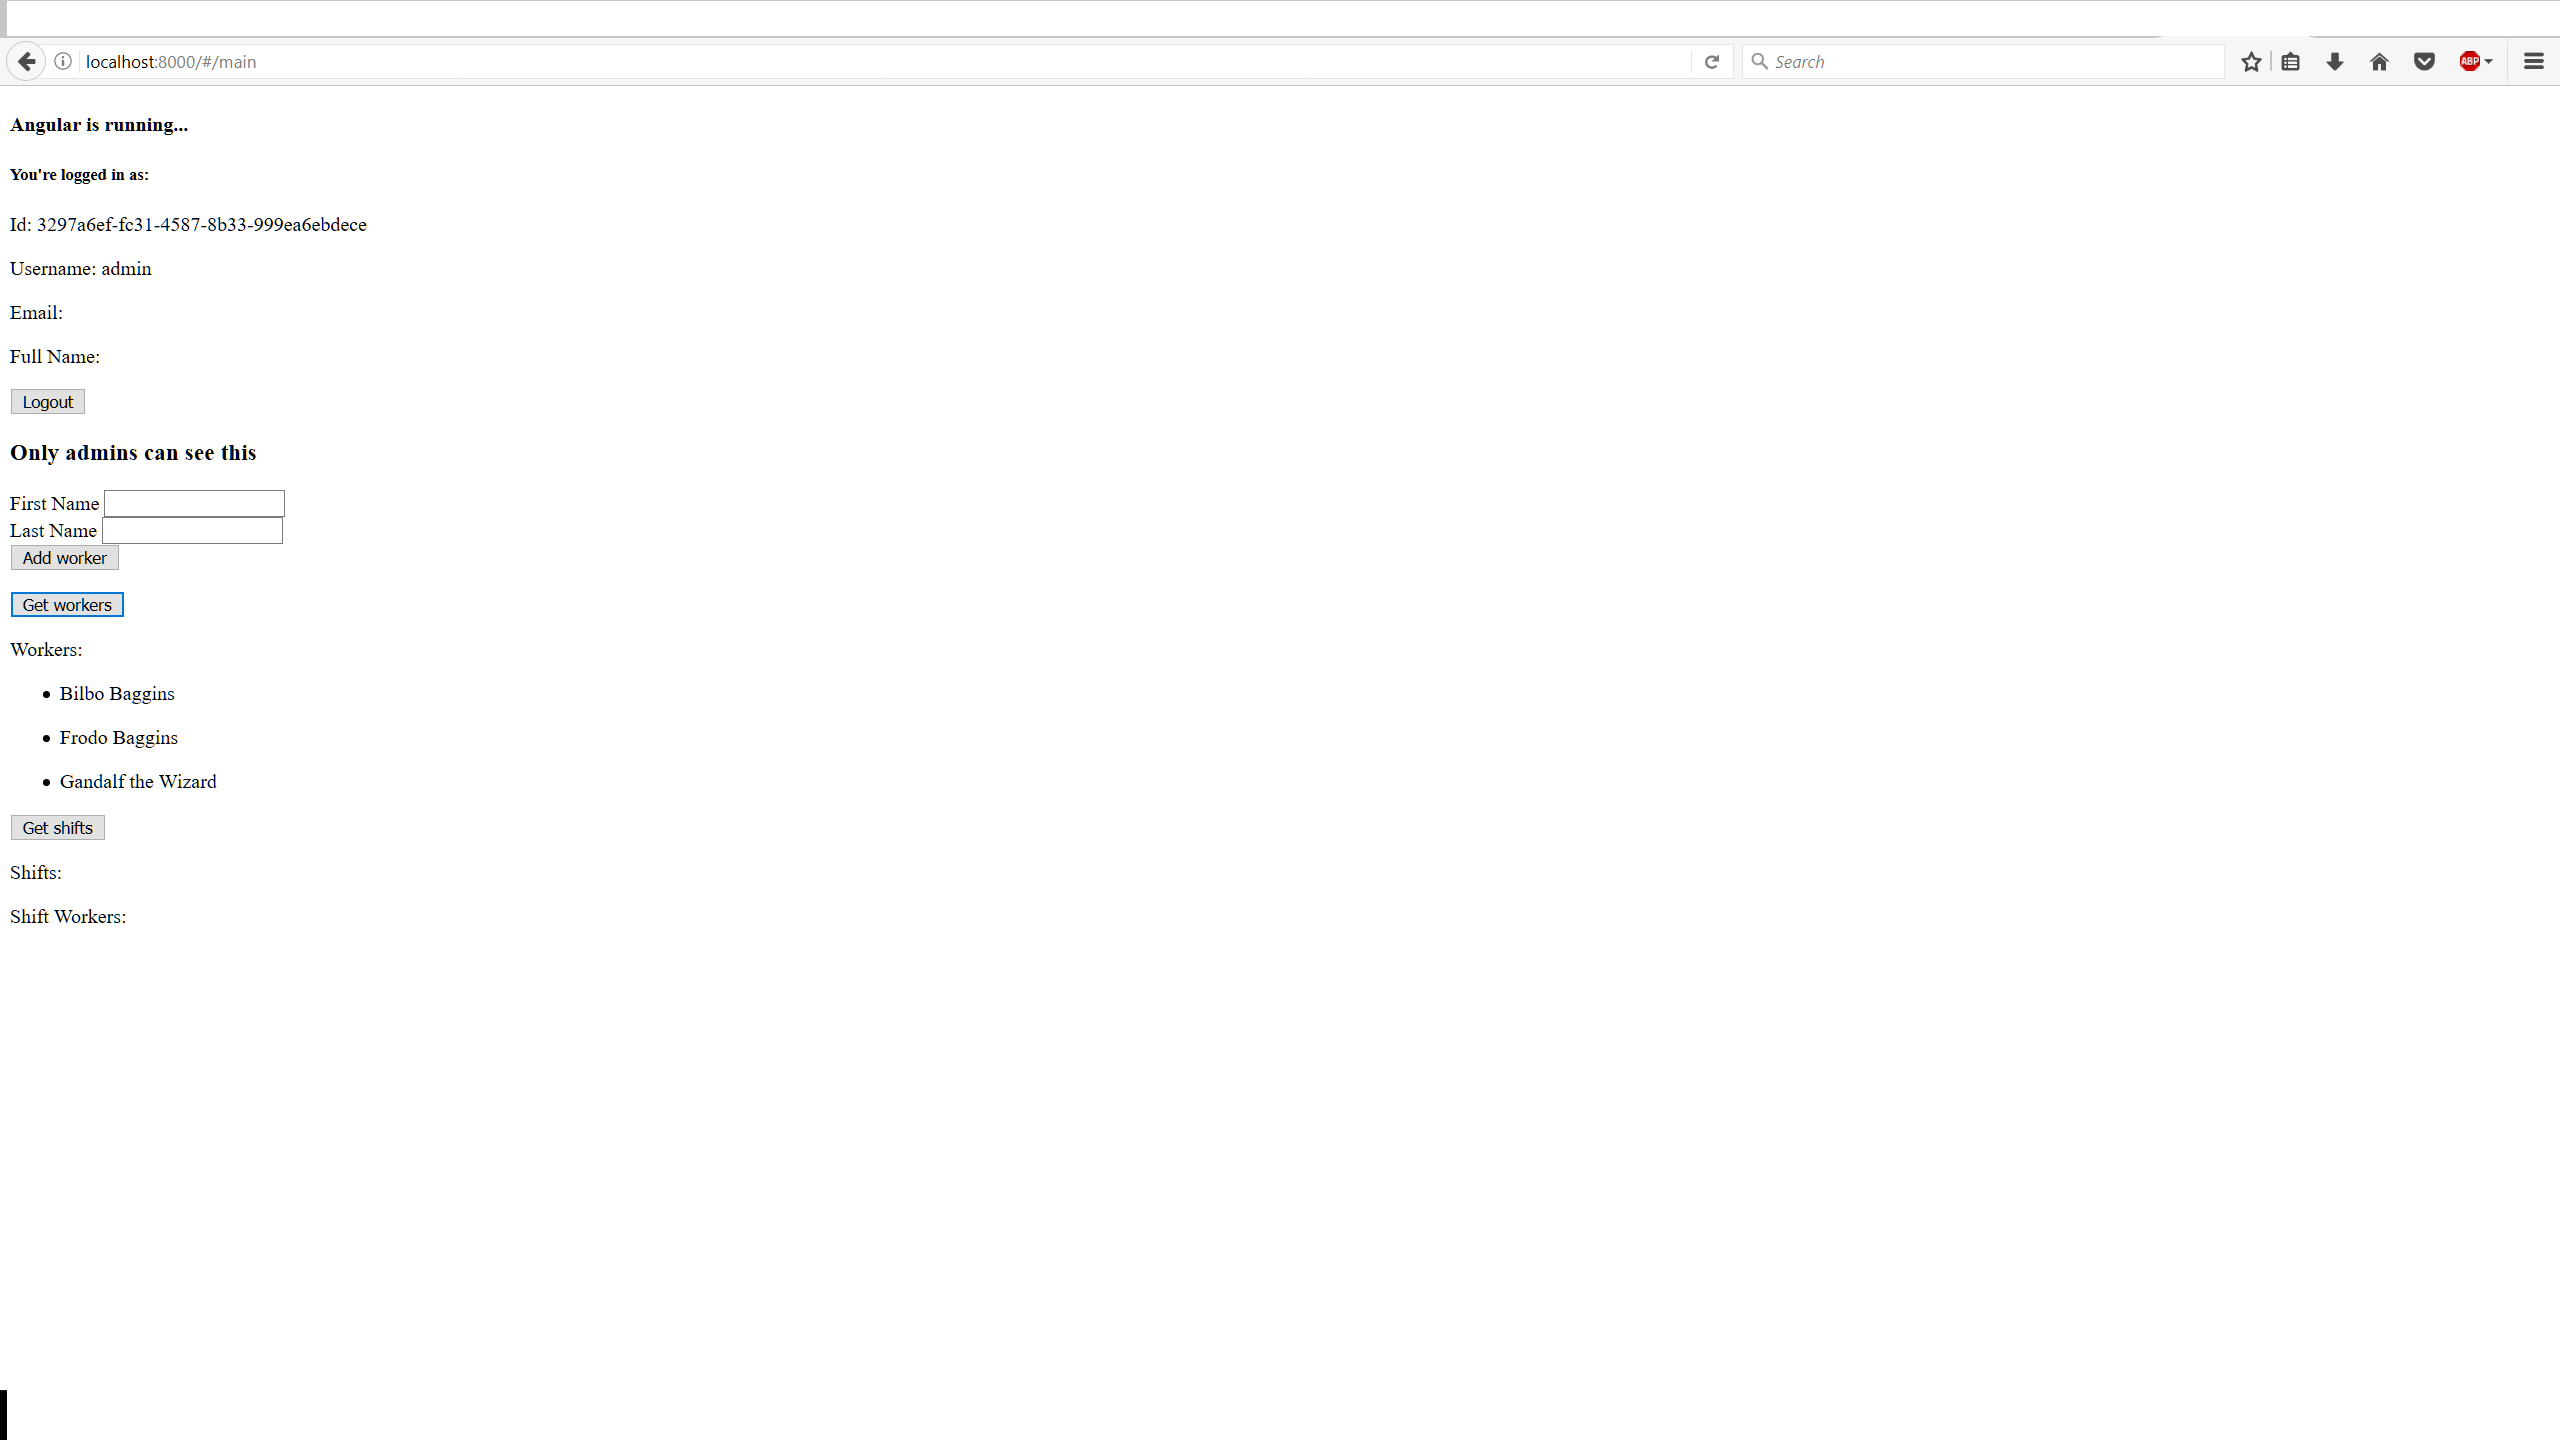 localhost:8000/#/main
Search
ABP
Angular is running...
You're logged in as:
Id: 3297a6ef-fc31-4587-8b33-999ea6ebdece
Username: admin
Email:
Full Name:
Logout
Only admins can see this
First Name
Last Name
Add worker
Get workers
Workers:
Bilbo Baggins
Frodo Baggins
Gandalf the Wizard
Get shifts
Shifts:
Shift Workers: